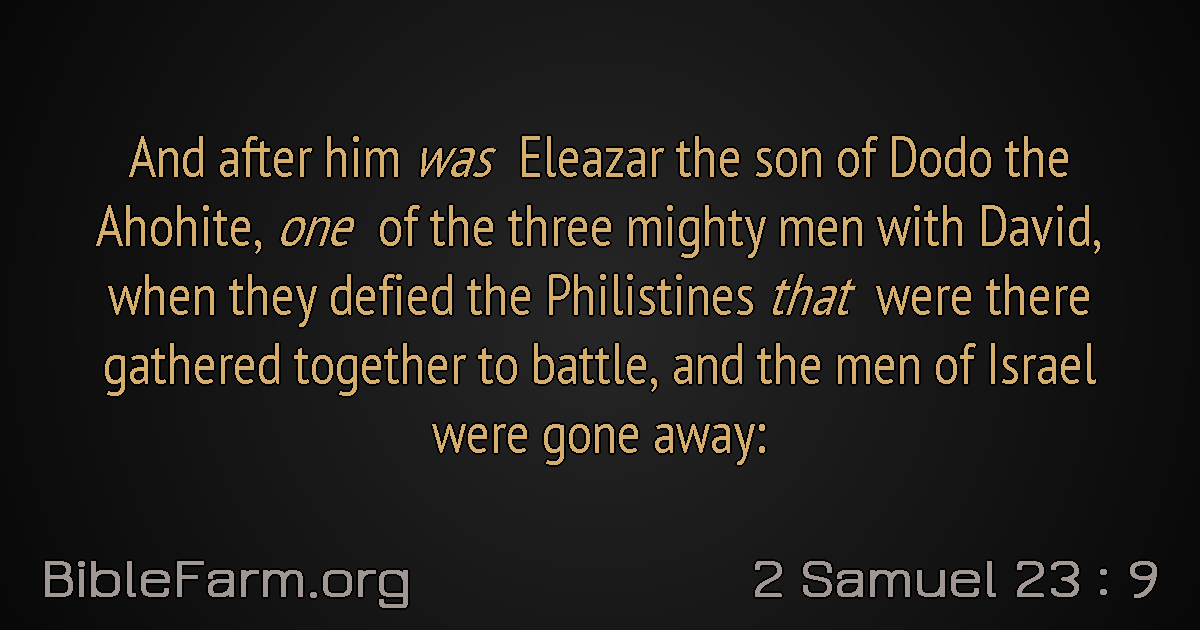 And after him was Eleazar the son of Dodo the
Ahohite, one of the three mighty men with David,
when they defied the Philistines that were there
gathered together to battle, and the men of Israel
were gone away:
BibleFarm.org
2 Samuel 23 : 9